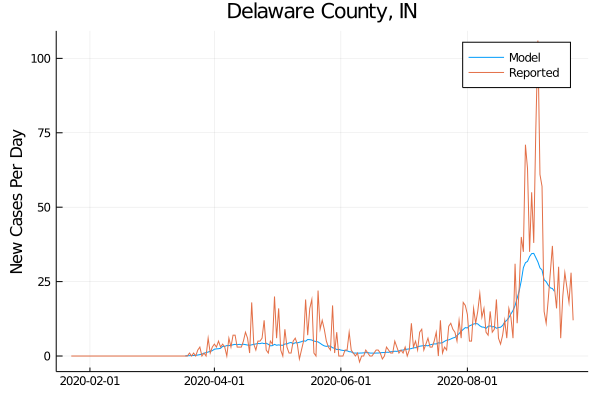 Delaware County, IN
Model
Reported
New Cases Per Day
100
75
50
25
0
2020-02-01
2020-04-01
2020-06-01
2020-08-01